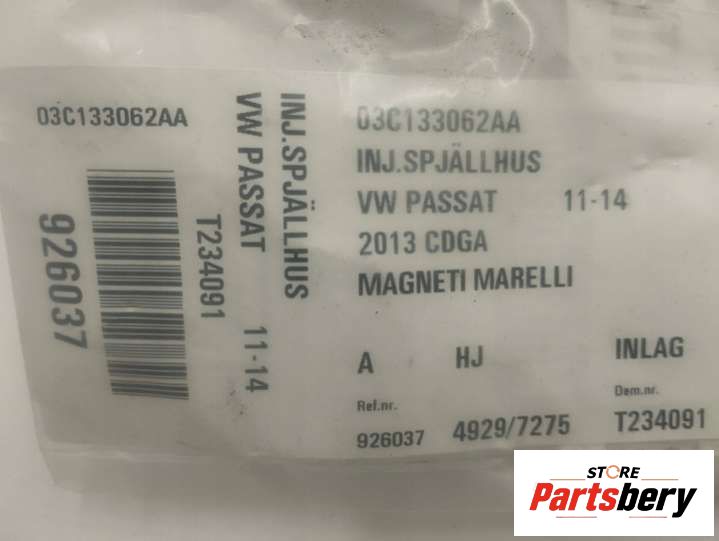 03C133062AA
926037
T234091
VW PASSAT 11-14
INJ.SPJÄLLHUS
03C133062AA
INJ.SPJÄLLHUS
VW PASSAT 11-14
2013 CDGA
MAGNETI MARELLI
A HJ INLAG
Ref.nr. Dem.nr.
926037 4929/7275 T234091
STORE
Partsbery